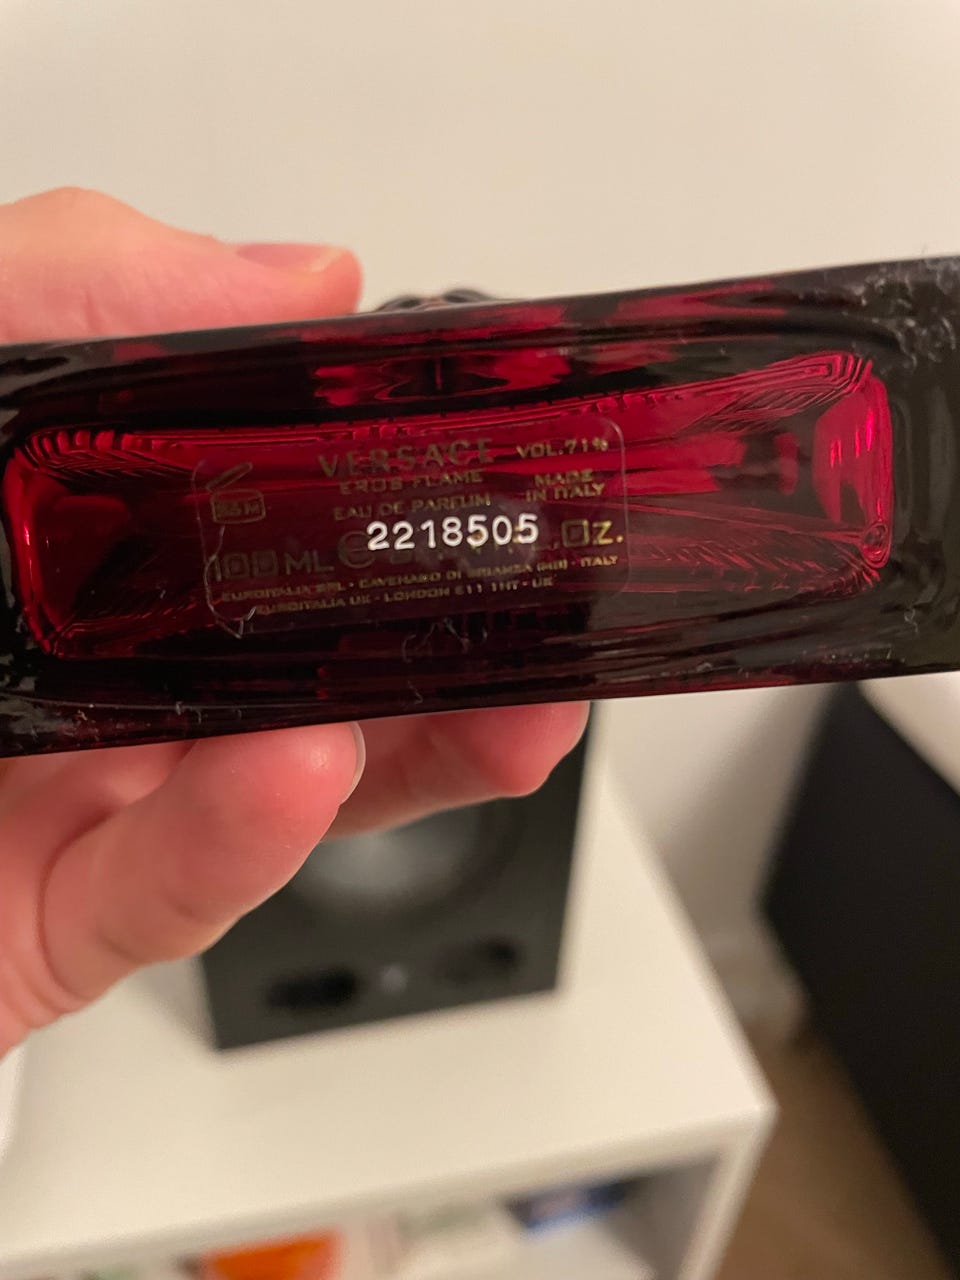 VERSACE
EROS FLAME
EAU DE PARFUM
VOL.71%
MADE
IN ITALY
36 M
2218505
100 ML OZ.
EUROITALIA SRL - CAVENAGO DI BRIANZA (MB) - ITALY
EUROITALIA UK - LONDON E11 1HT - UK